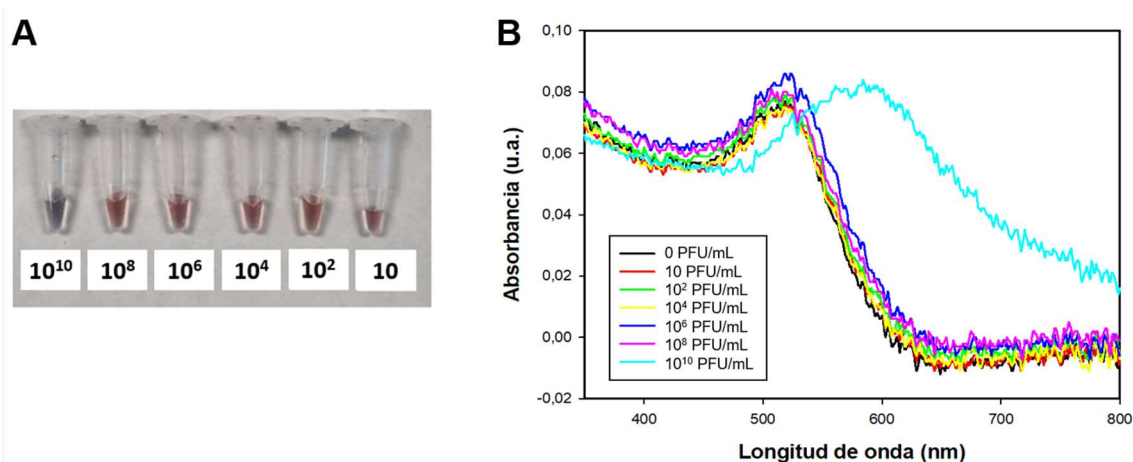 A
10¹⁰ 10⁸ 10⁶ 10⁴ 10² 10
B
Absorbancia (u.a.)
0,10
0,08
0,06
0,04
0,02
0,00
-0,02
0 PFU/mL
10 PFU/mL
10² PFU/mL
10⁴ PFU/mL
10⁶ PFU/mL
10⁸ PFU/mL
10¹⁰ PFU/mL
400 500 600 700 800
Longitud de onda (nm)